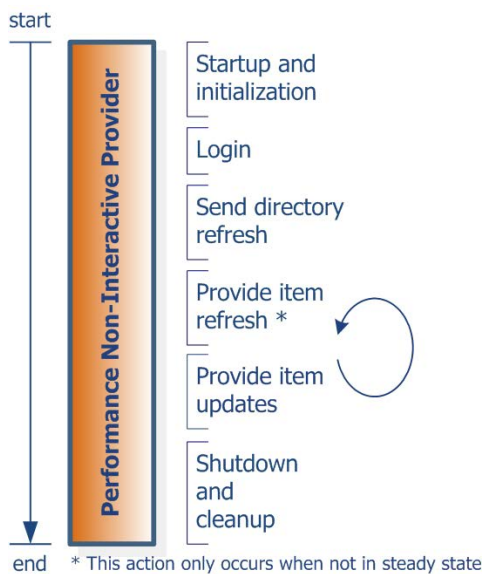 start
Performance Non-Interactive Provider
Startup and
initialization
Login
Send directory
refresh
Provide item
refresh *
Provide item
updates
Shutdown
and
cleanup
end
* This action only occurs when not in steady state